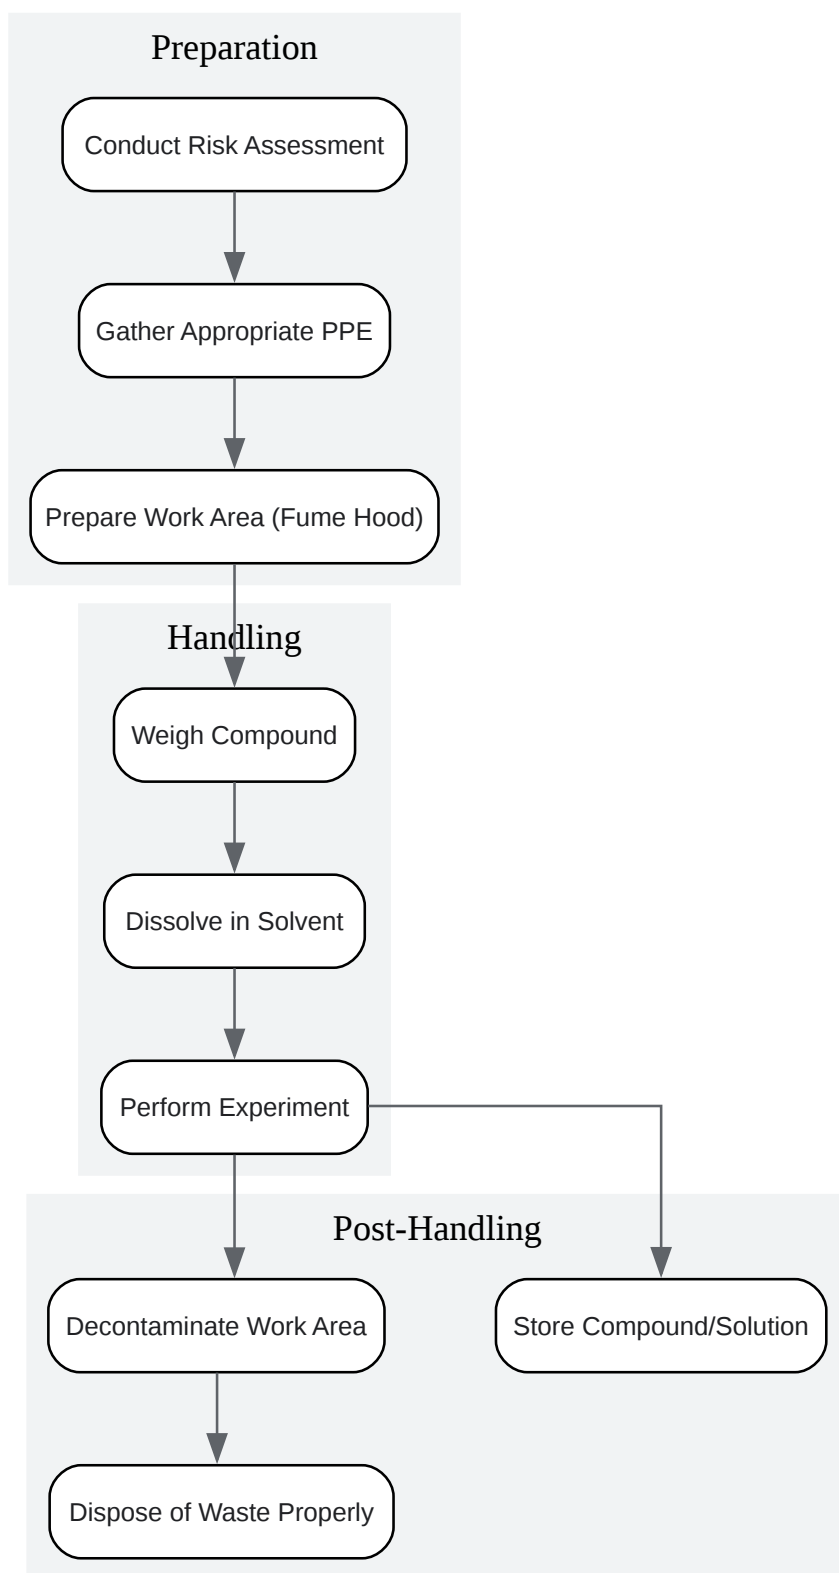 Preparation
Conduct Risk Assessment
Gather Appropriate PPE
Prepare Work Area (Fume Hood)
Handling
Weigh Compound
Dissolve in Solvent
Perform Experiment
Post-Handling
Decontaminate Work Area
Store Compound/Solution
Dispose of Waste Properly